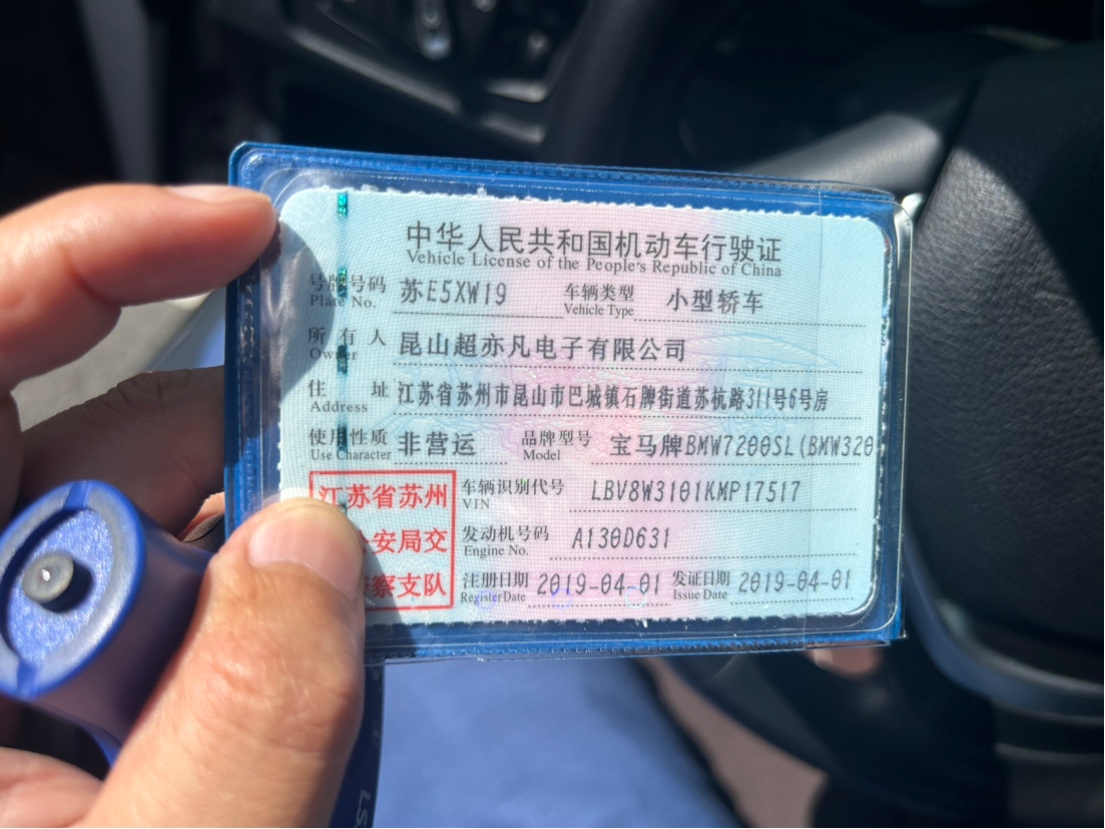 中华人民共和国机动车行驶证
Vehicle License of the People's Republic of China
号牌号码 苏E5XW19 车辆类型 小型轿车
Plate No. Vehicle Type
所有人 昆山超亦凡电子有限公司
Owner
住址 江苏省苏州市昆山市巴城镇石牌街道苏杭路311号6号房
Address
使用性质 非营运 品牌型号 宝马牌BMW7200SL(BMW320
Use Character Model
江苏省苏州 车辆识别代号 LBV8W3101KMP17517
VIN
安局交 发动机号码 A130D631
Engine No.
察支队 注册日期 2019-04-01 发证日期 2019-04-01
Register Date Issue Date